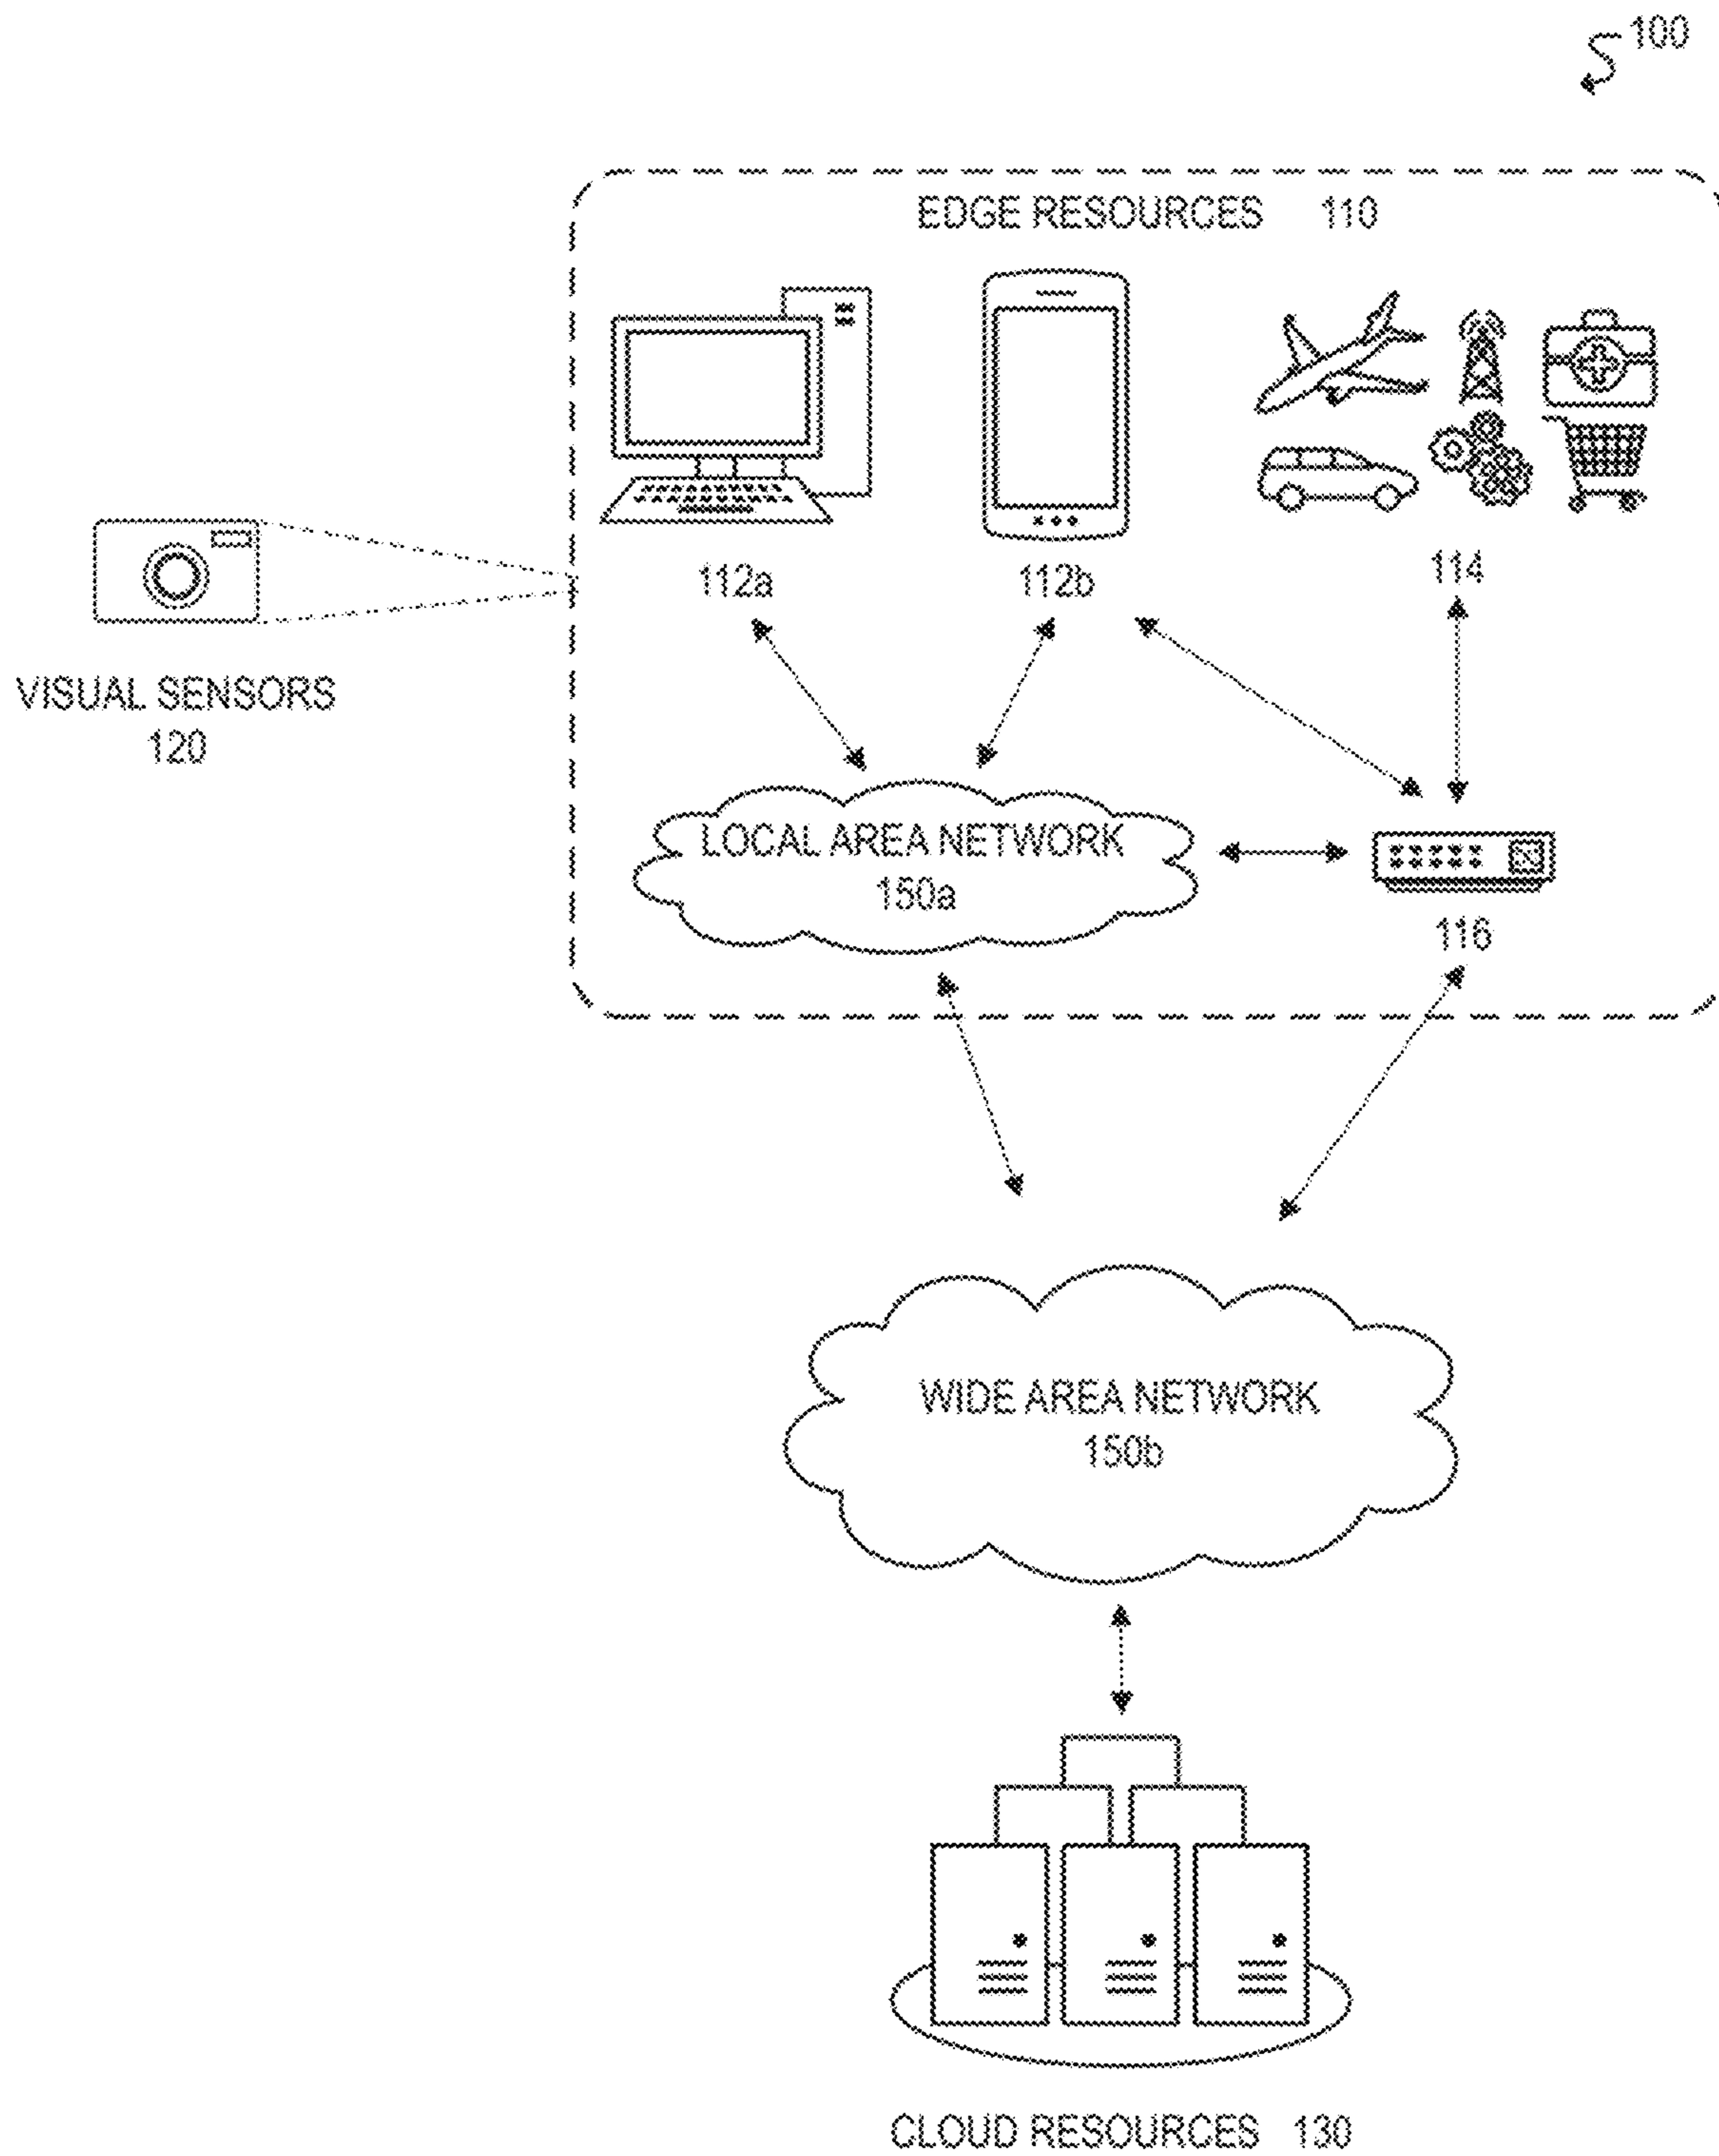 100
EDGE RESOURCES 110
112a
112b
114
VISUAL SENSORS
120
LOCAL AREA NETWORK
150a
116
WIDE AREA NETWORK
150b
CLOUD RESOURCES 130